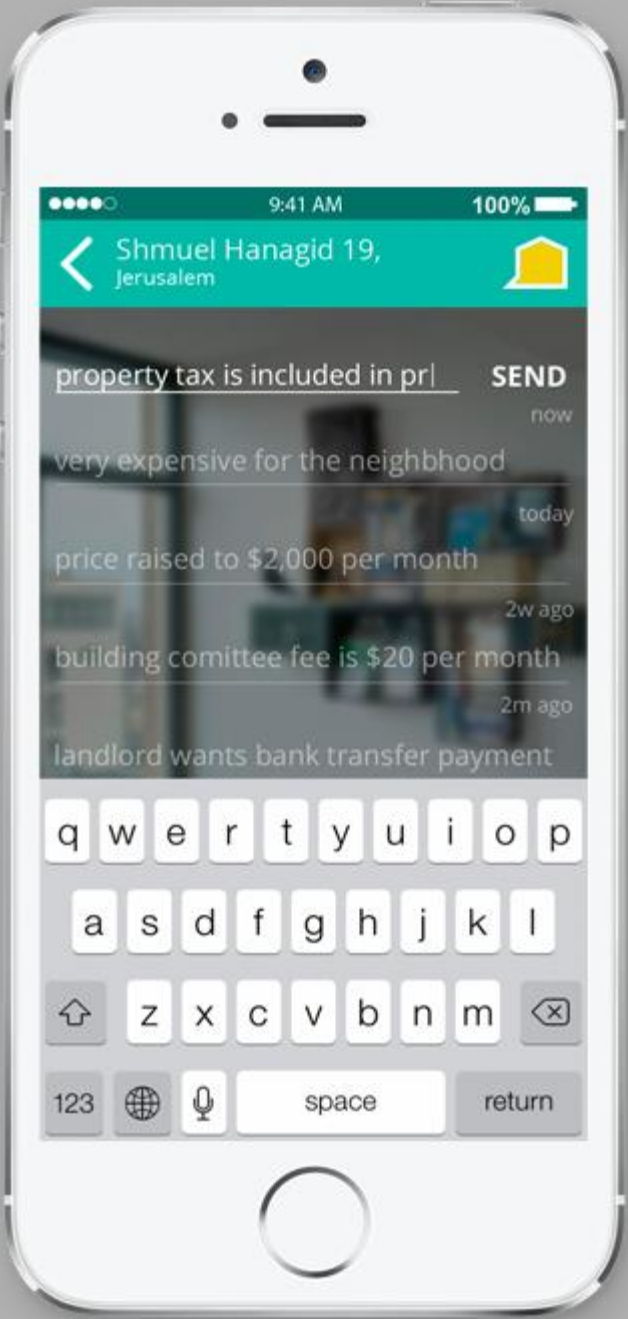 9:41 AM 100%
Shmuel Hanagid 19,
Jerusalem
property tax is included in pr SEND
now
very expensive for the neighbhood
today
price raised to $2,000 per month
2w ago
building comittee fee is $20 per month
2m ago
landlord wants bank transfer payment
q w e r t y u i o p
a s d f g h j k l
z x c v b n m
123 space return